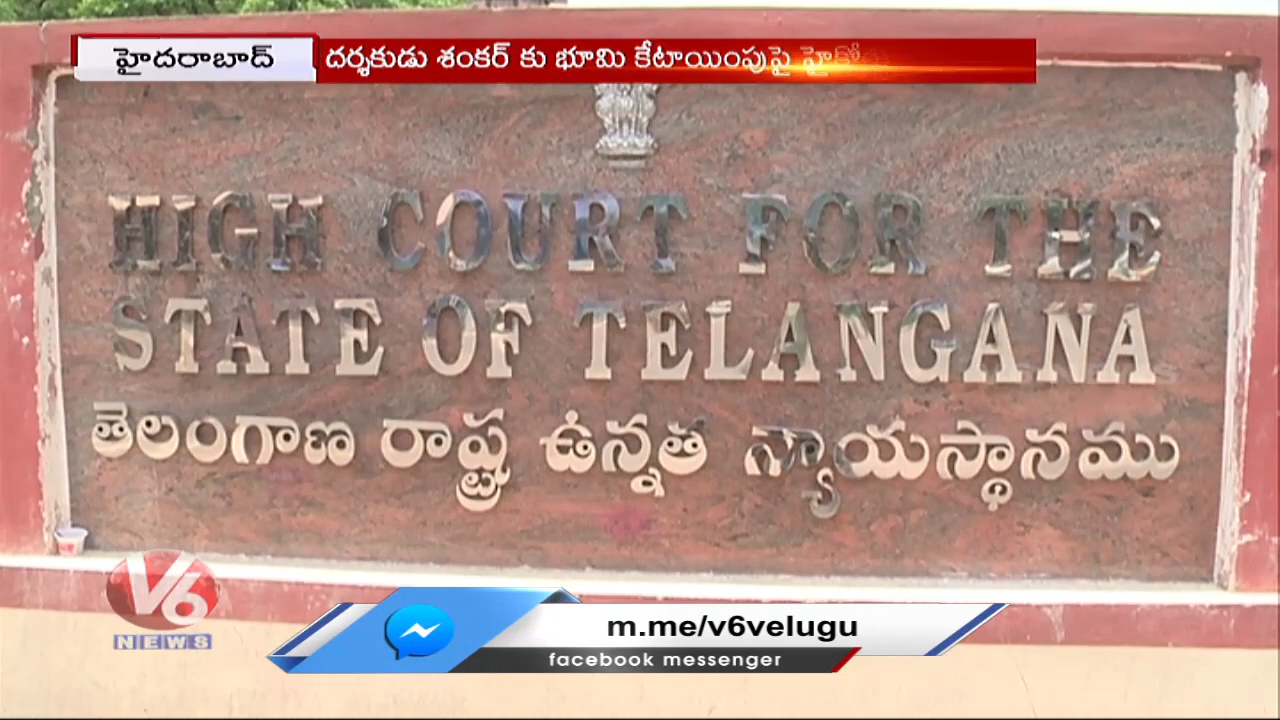 హైదరాబాద్
దర్శకుడు శంకర్ కు భూమి కేటాయింపుపై
HIGH COURT FOR THE
STATE OF TELANGANA
తెలంగాణ రాష్ట్ర ఉన్నత న్యాయస్థానము
V6
NEWS
m.me/v6velugu
facebook messenger